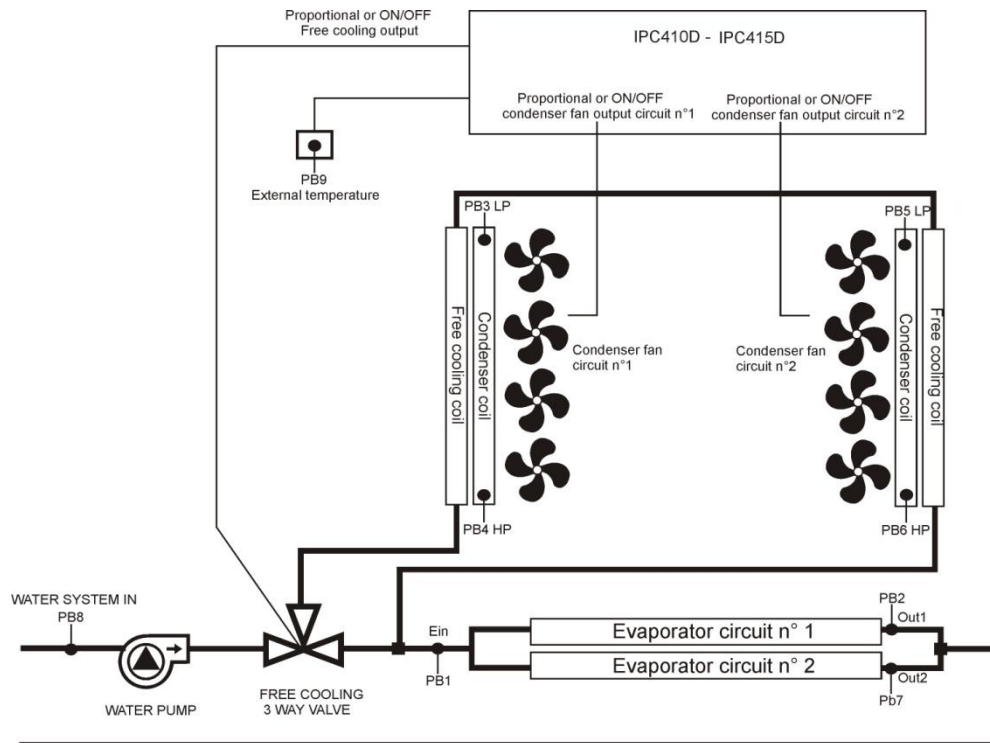 Proportional or ON/OFF
Free cooling output
IPC410D - IPC415D
Proportional or ON/OFF
condenser fan output circuit n°1
Proportional or ON/OFF
condenser fan output circuit n°2
PB9
External temperature
PB3 LP
PB5 LP
Free cooling coil
Condenser coil
Condenser fan
circuit n°1
Condenser fan
circuit n°2
Condenser coil
Free cooling coil
PB4 HP
PB6 HP
WATER SYSTEM IN
PB8
WATER PUMP
FREE COOLING
3 WAY VALVE
Ein
PB1
Evaporator circuit n° 1
Evaporator circuit n° 2
PB2
Out1
Out2
Pb7